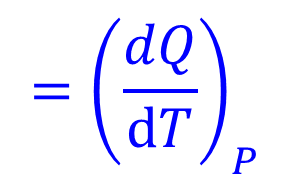 = (dQ/dT)_P